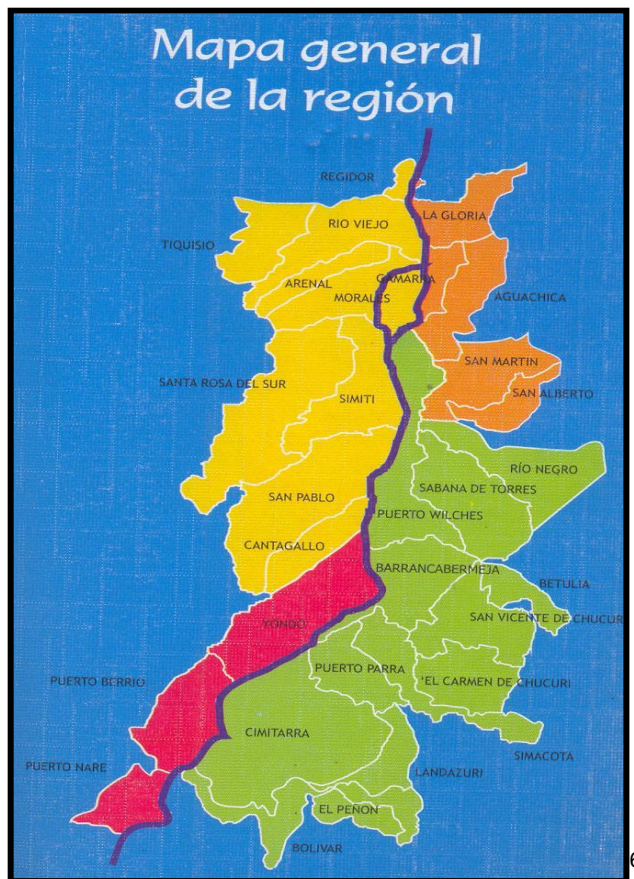 Mapa general
de la región
REGIDOR
LA GLORIA
RIO VIEJO
TIQUISIO
GAMARRA
ARENAL
MORALES
AGUACHICA
SAN MARTIN
SANTA ROSA DEL SUR
SAN ALBERTO
SIMITI
RÍO NEGRO
SABANA DE TORRES
SAN PABLO
PUERTO WILCHES
CANTAGALLO
BARRANCABERMEJA
BETULIA
SAN VICENTE DE CHUCUR
YONDO
PUERTO PARRA
PUERTO BERRIO
'EL CARMEN DE CHUCURI
CIMITARRA
SIMACOTA
PUERTO NARE
LANDAZURI
EL PEÑON
BOLIVAR
6